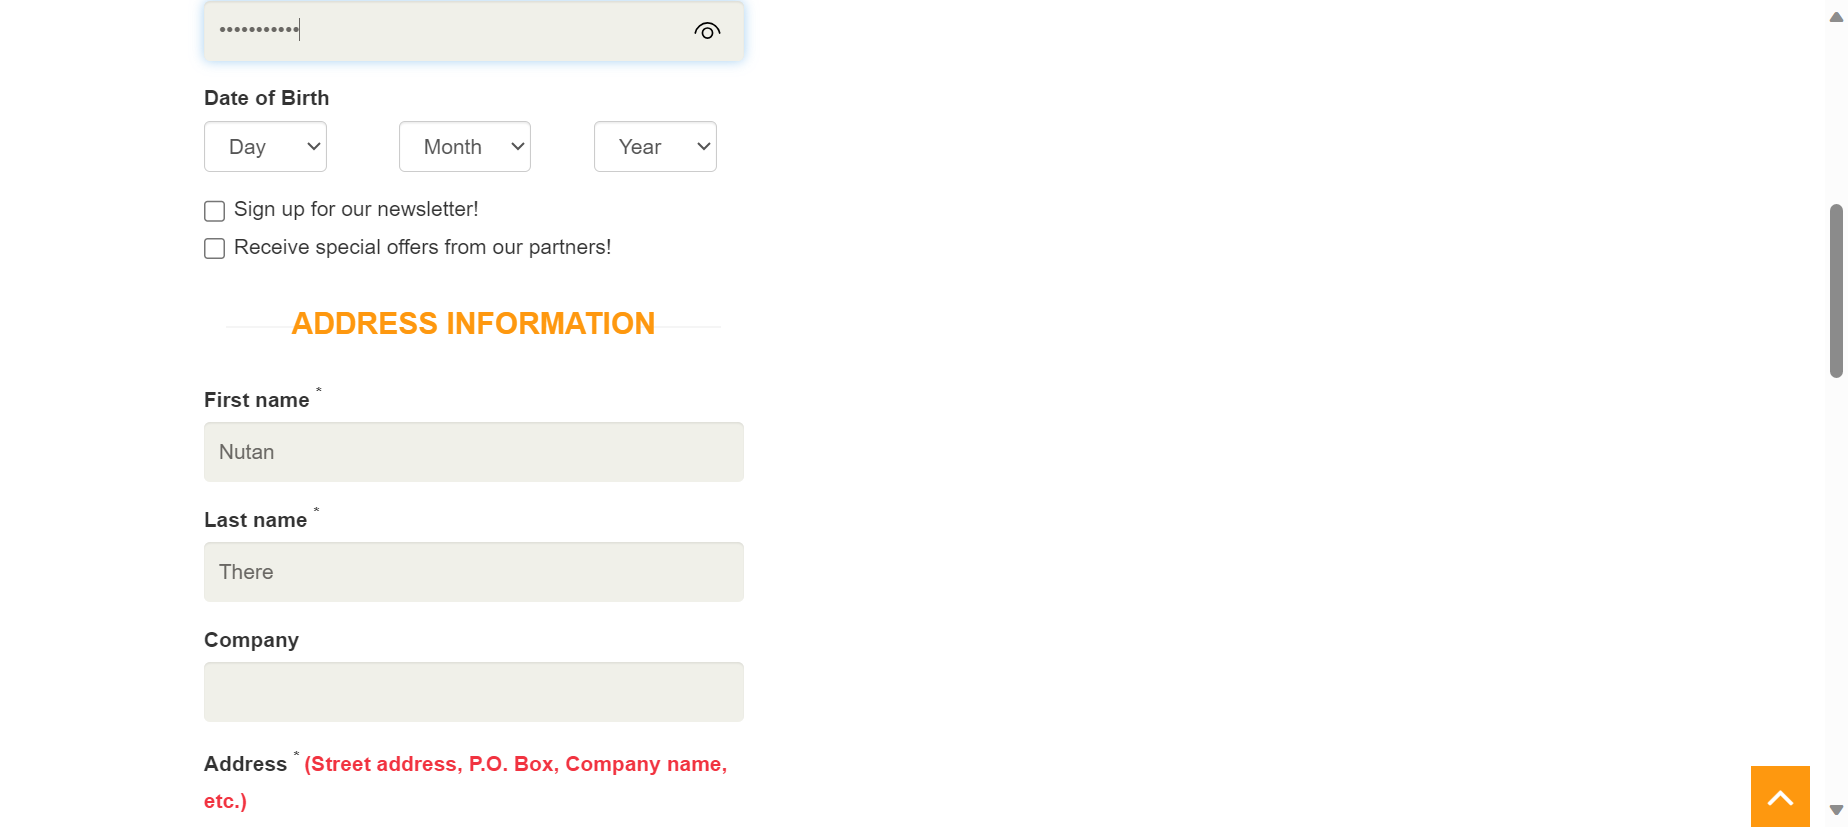 •••••••••••
Date of Birth
Day Month Year
Sign up for our newsletter!
Receive special offers from our partners!
ADDRESS INFORMATION
First name *
Nutan
Last name *
There
Company
Address * (Street address, P.O. Box, Company name,
etc.)